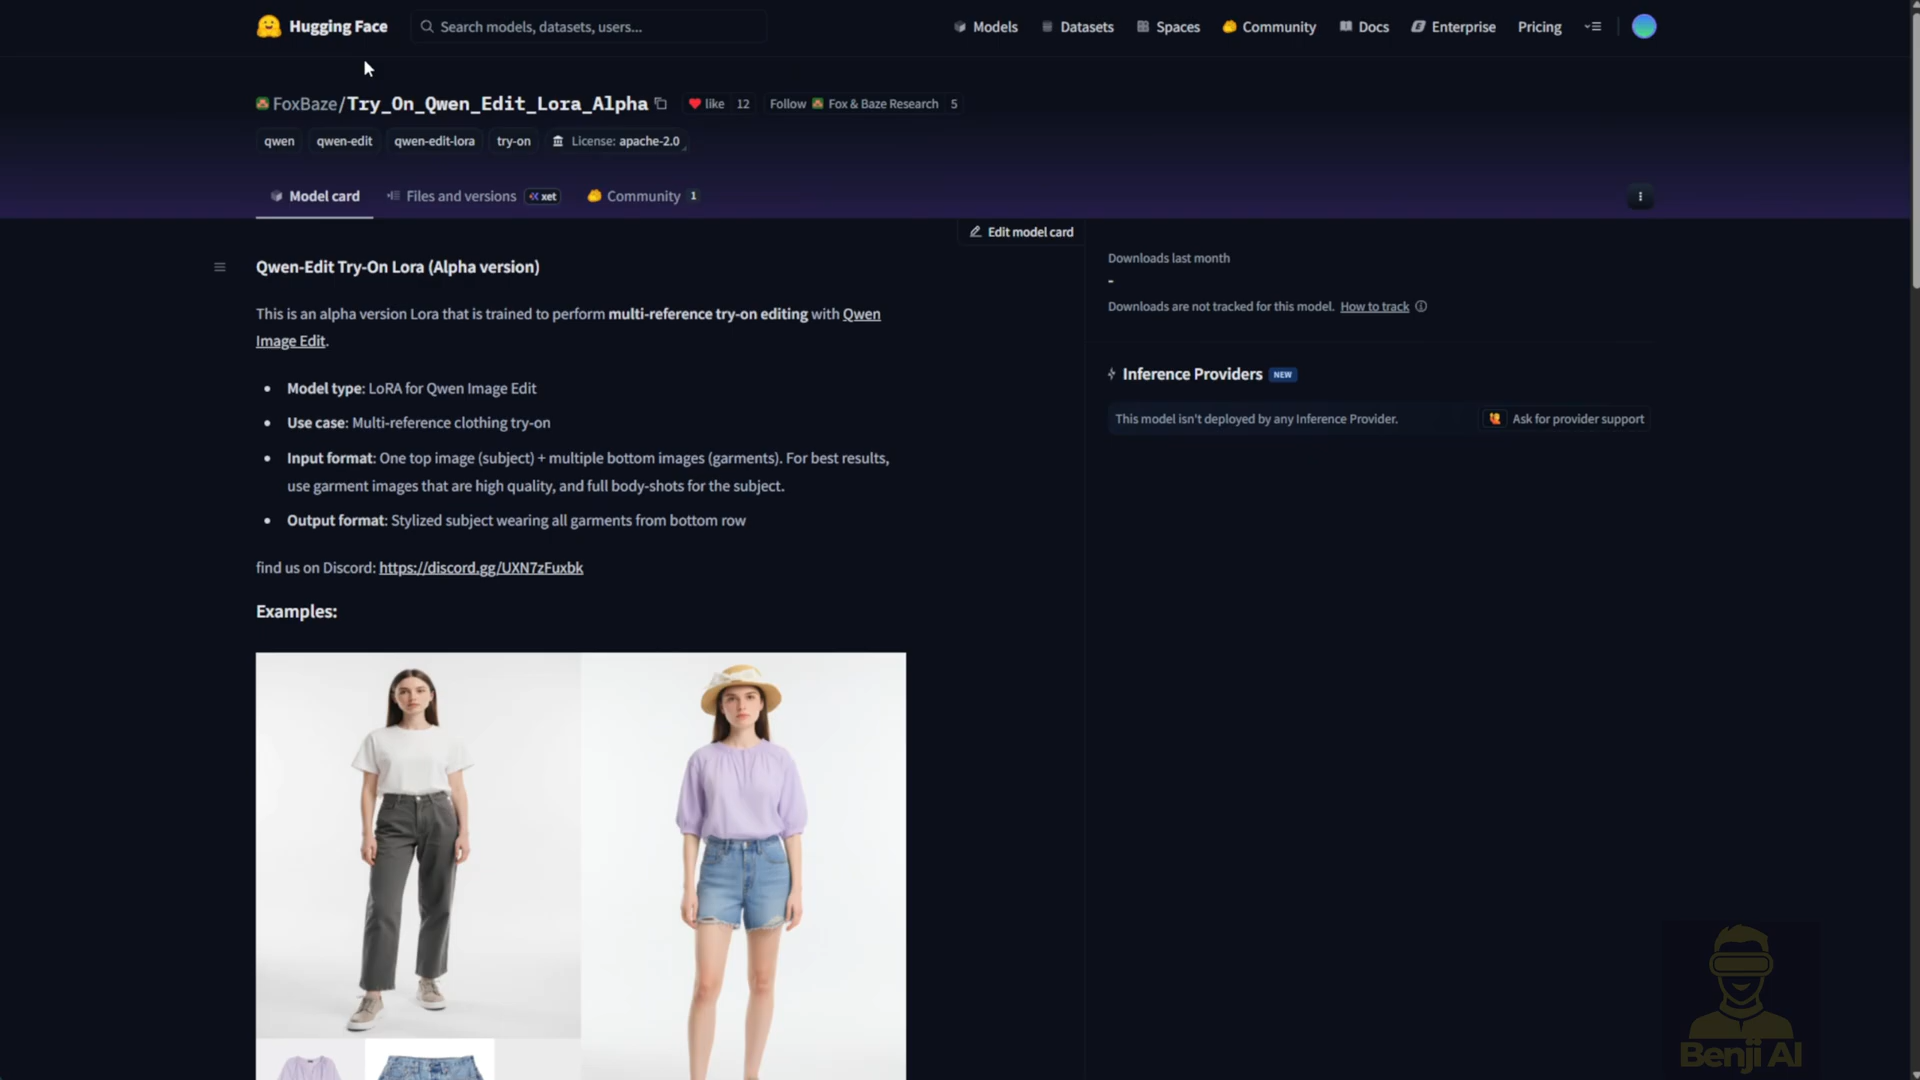 Hugging Face
Search models, datasets, users...
Models
Datasets
Spaces
Community
Docs
Enterprise
Pricing
FoxBaze/Try_On_Qwen_Edit_Lora_Alpha
like 12
Follow Fox & Baze Research 5
qwen
qwen-edit
qwen-edit-lora
try-on
License: apache-2.0
Model card
Files and versions
xet
Community 1
Edit model card
Qwen-Edit Try-On Lora (Alpha version)
This is an alpha version Lora that is trained to perform multi-reference try-on editing with Qwen
Image Edit.
Model type: LoRA for Qwen Image Edit
Use case: Multi-reference clothing try-on
Input format: One top image (subject) + multiple bottom images (garments). For best results,
use garment images that are high quality, and full body-shots for the subject.
Output format: Stylized subject wearing all garments from bottom row
find us on Discord: https://discord.gg/UXN7zFuxbk
Examples:
Downloads last month
-
Downloads are not tracked for this model. How to track
Inference Providers NEW
This model isn't deployed by any Inference Provider.
Ask for provider support
Benji AI